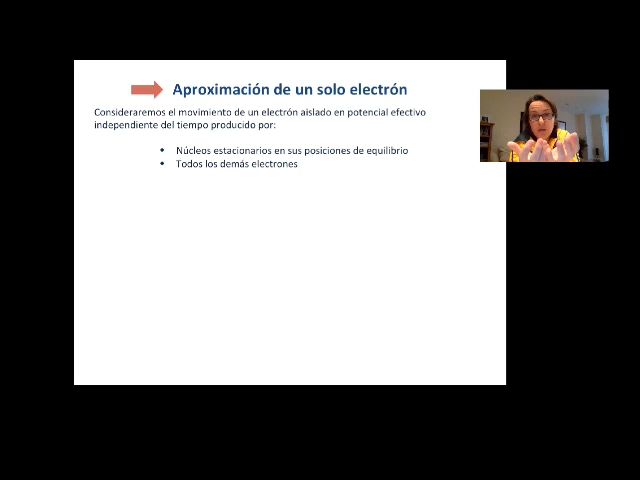 Aproximación de un solo electrón
Consideraremos el movimiento de un electrón aislado en potencial efectivo
independiente del tiempo producido por:
Núcleos estacionarios en sus posiciones de equilibrio
Todos los demás electrones